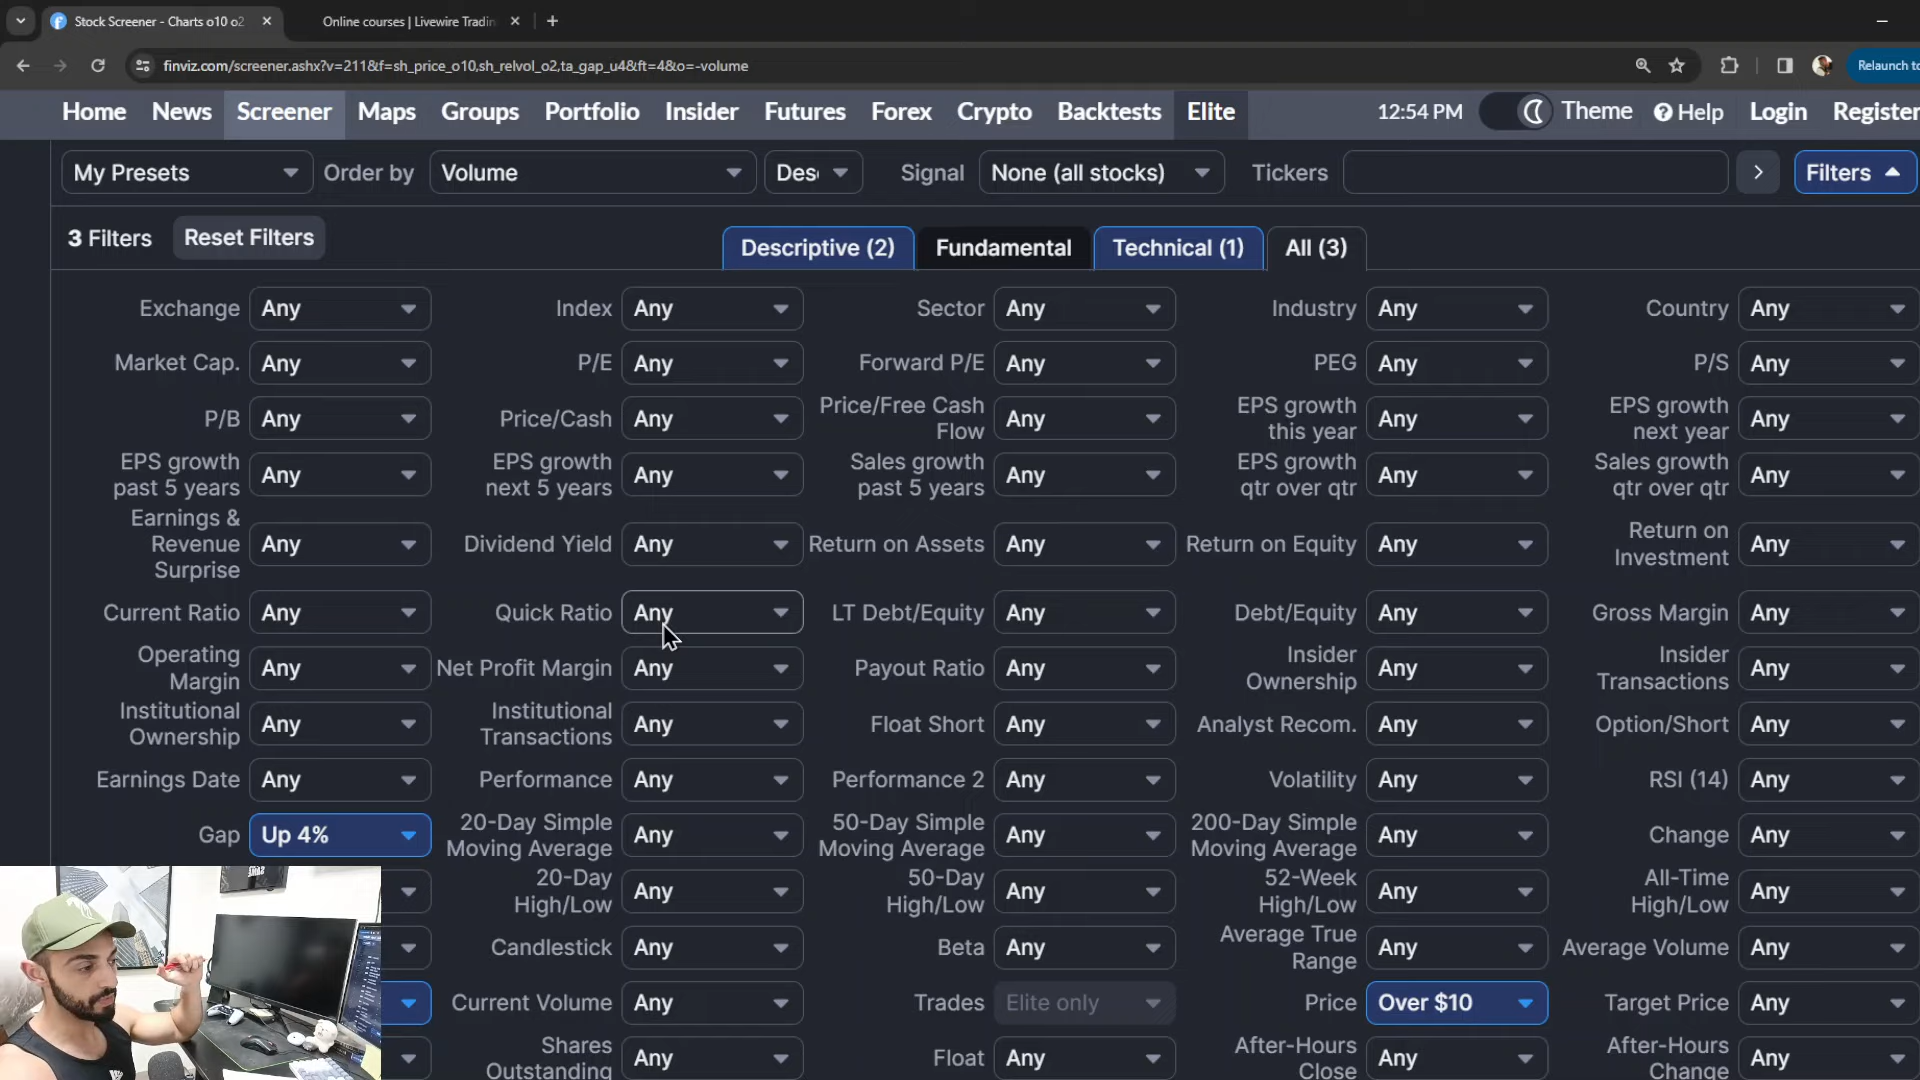 Stock Screener - Charts o10 o2
Online courses | Livewire Tradin
finviz.com/screener.ashx?v=211&f=sh_price_o10,sh_relvol_o2,ta_gap_u4&ft=4&o=-volume
Relaunch to
Home News Screener Maps Groups Portfolio Insider Futures Forex Crypto Backtests Elite 12:54 PM Theme Help Login Register
My Presets Order by Volume Desc Signal None (all stocks) Tickers Filters
3 Filters Reset Filters Descriptive (2) Fundamental Technical (1) All (3)
Exchange Any Index Any Sector Any Industry Any Country Any
Market Cap. Any P/E Any Forward P/E Any PEG Any P/S Any
P/B Any Price/Cash Any Price/Free Cash Flow Any EPS growth this year Any EPS growth next year Any
EPS growth past 5 years Any EPS growth next 5 years Any Sales growth past 5 years Any EPS growth qtr over qtr Any Sales growth qtr over qtr Any
Earnings & Revenue Surprise Any Dividend Yield Any Return on Assets Any Return on Equity Any Return on Investment Any
Current Ratio Any Quick Ratio Any LT Debt/Equity Any Debt/Equity Any Gross Margin Any
Operating Margin Any Net Profit Margin Any Payout Ratio Any Insider Ownership Any Insider Transactions Any
Institutional Ownership Any Institutional Transactions Any Float Short Any Analyst Recom. Any Option/Short Any
Earnings Date Any Performance Any Performance 2 Any Volatility Any RSI (14) Any
Gap Up 4% 20-Day Simple Moving Average Any 50-Day Simple Moving Average Any 200-Day Simple Moving Average Any Change Any
20-Day High/Low Any 50-Day High/Low Any 52-Week High/Low Any All-Time High/Low Any
Candlestick Any Beta Any Average True Range Any Average Volume Any
Current Volume Any Trades Elite only Price Over $10 Target Price Any
Shares Outstanding Any Float Any After-Hours Close Any After-Hours Change Any